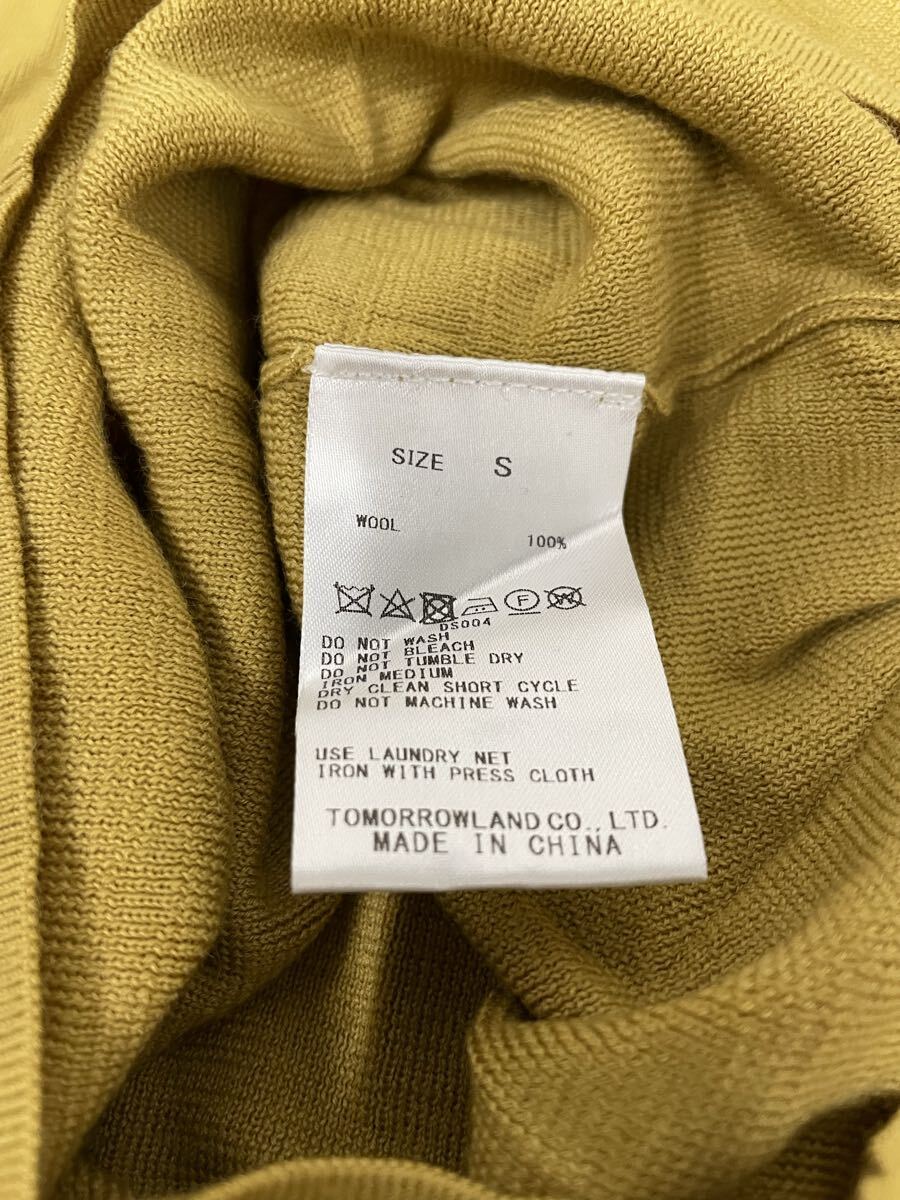 SIZE S
WOOL
100%
F W
DS004
DO NOT WASH
DO NOT BLEACH
DO NOT TUMBLE DRY
IRON MEDIUM
DRY CLEAN SHORT CYCLE
DO NOT MACHINE WASH
USE LAUNDRY NET
IRON WITH PRESS CLOTH
TOMORROWLAND CO., LTD.
MADE IN CHINA